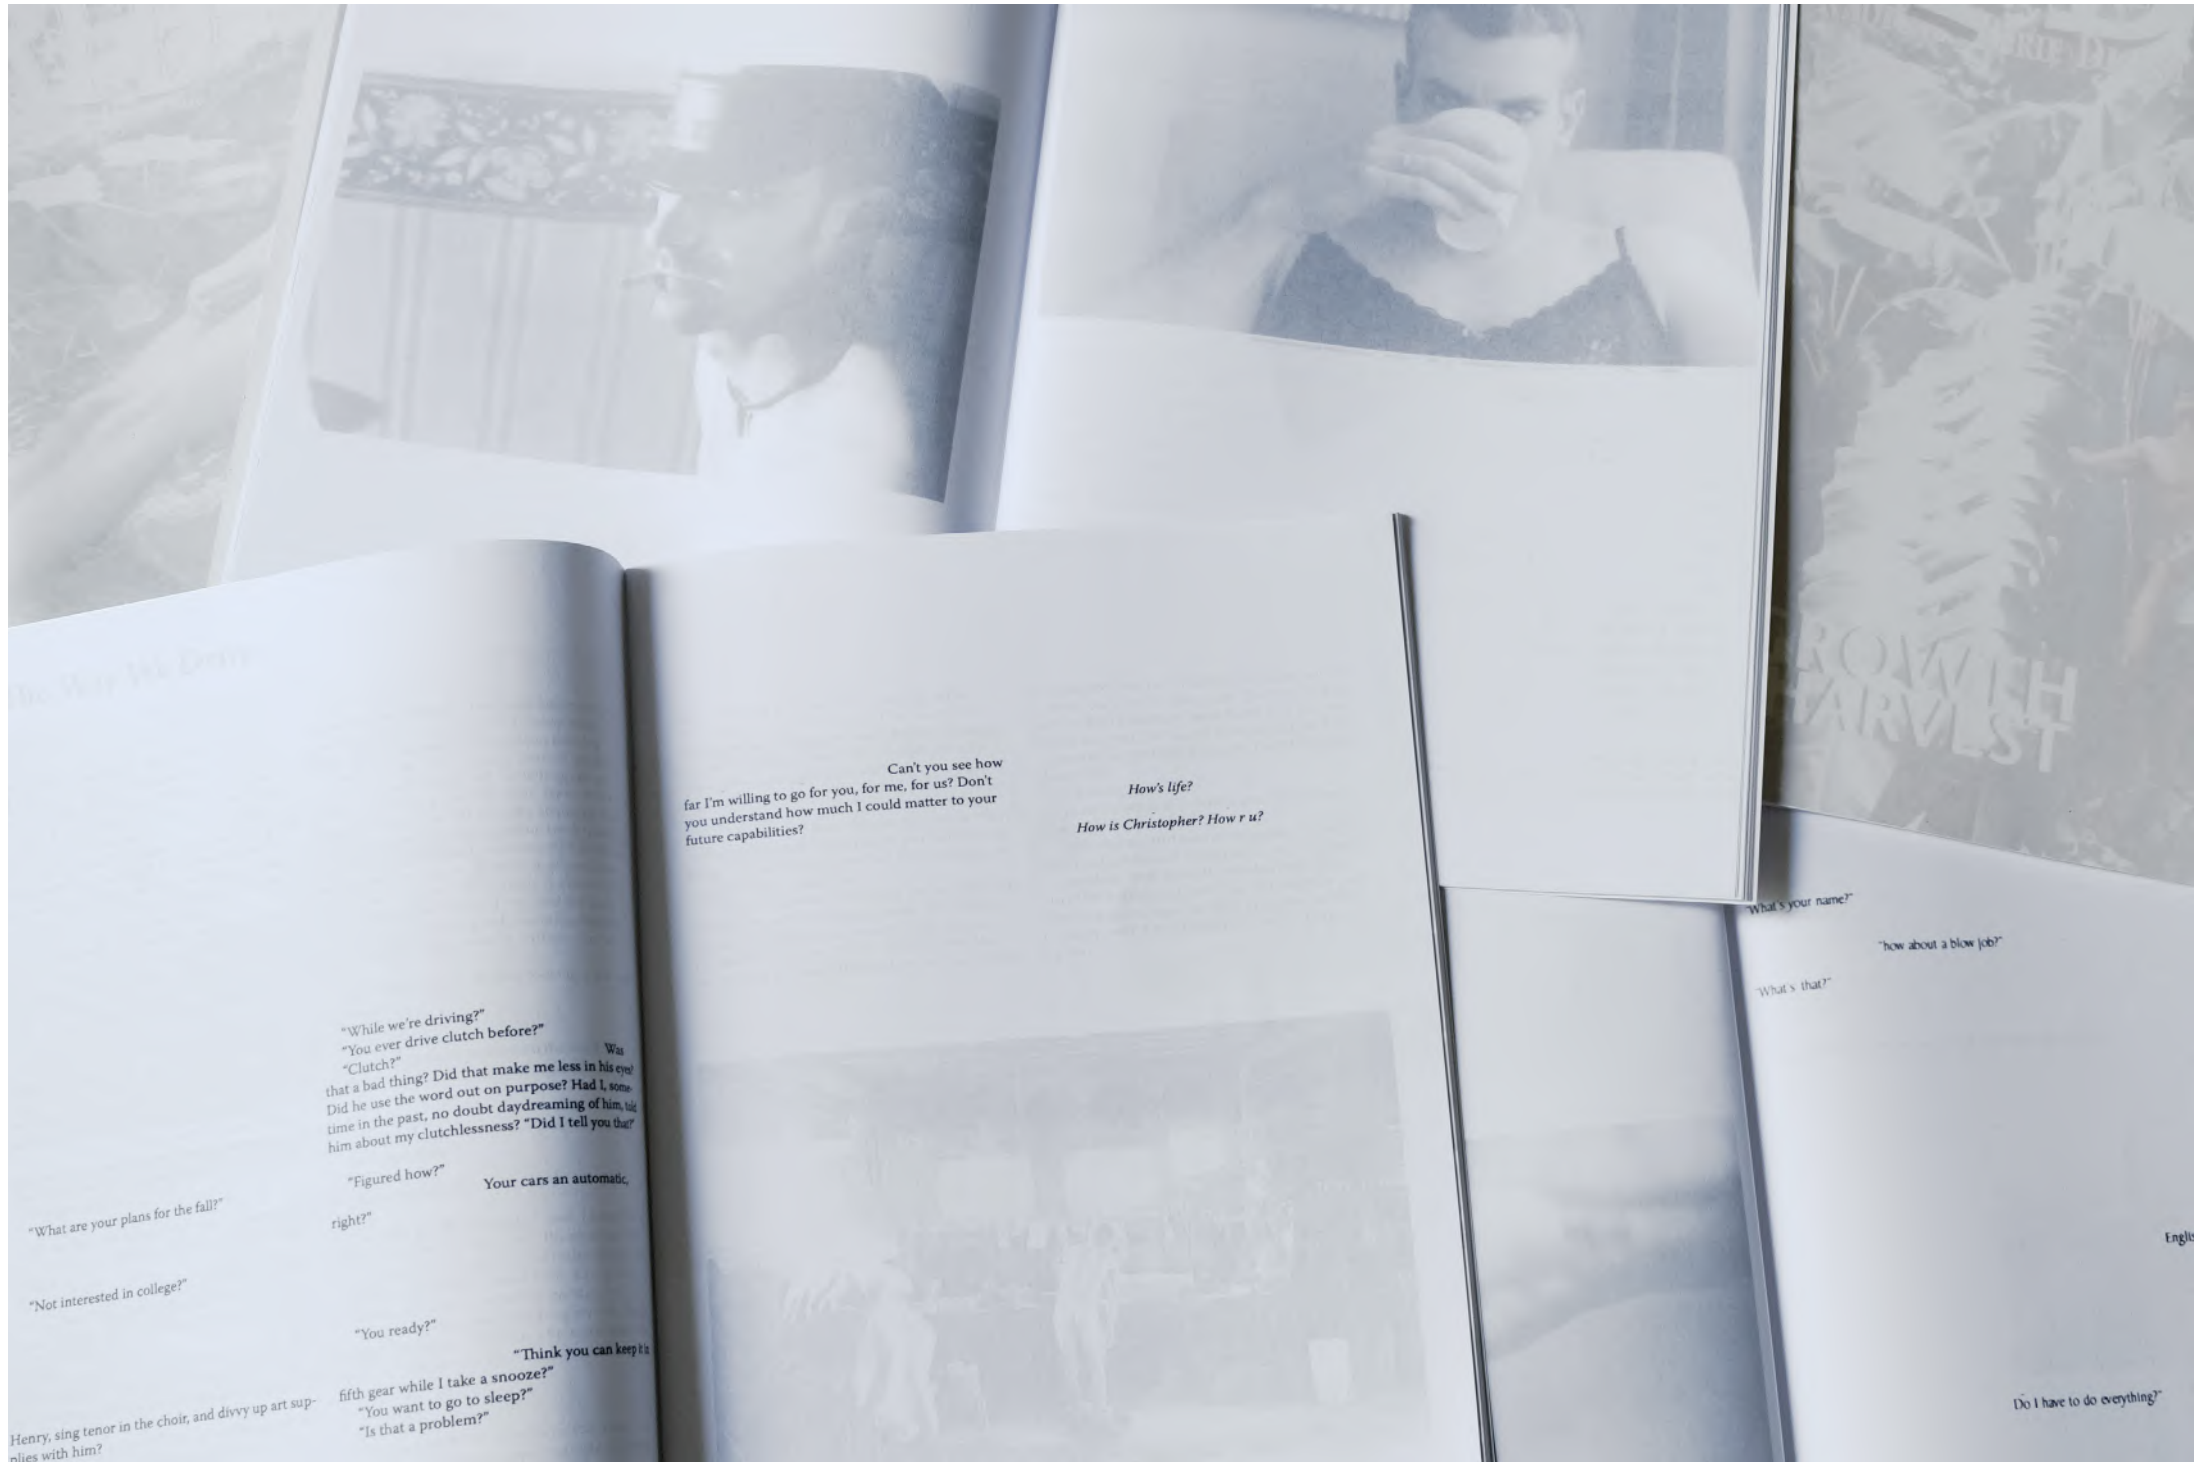 The Way We Drive
"What are your plans for the fall?"
"Not interested in college?"
Henry, sing tenor in the choir, and divvy up art sup-
plies with him?
"While we're driving?"
"You ever drive clutch before?"
"Clutch?"
Was
that a bad thing? Did that make me less in his eyes?
Did he use the word out on purpose? Had I, some-
time in the past, no doubt daydreaming of him, told
him about my clutchlessness? "Did I tell you that?"
"Figured how?"
Your cars an automatic,
right?"
"You ready?"
"Think you can keep it in
fifth gear while I take a snooze?"
"You want to go to sleep?"
"Is that a problem?"
Can't you see how
far I'm willing to go for you, for me, for us? Don't
you understand how much I could matter to your
future capabilities?
How's life?
How is Christopher? How r u?
GROWTH
HARVEST
"What's your name?"
"how about a blow job?"
"What's that?"
Do I have to do everything?"